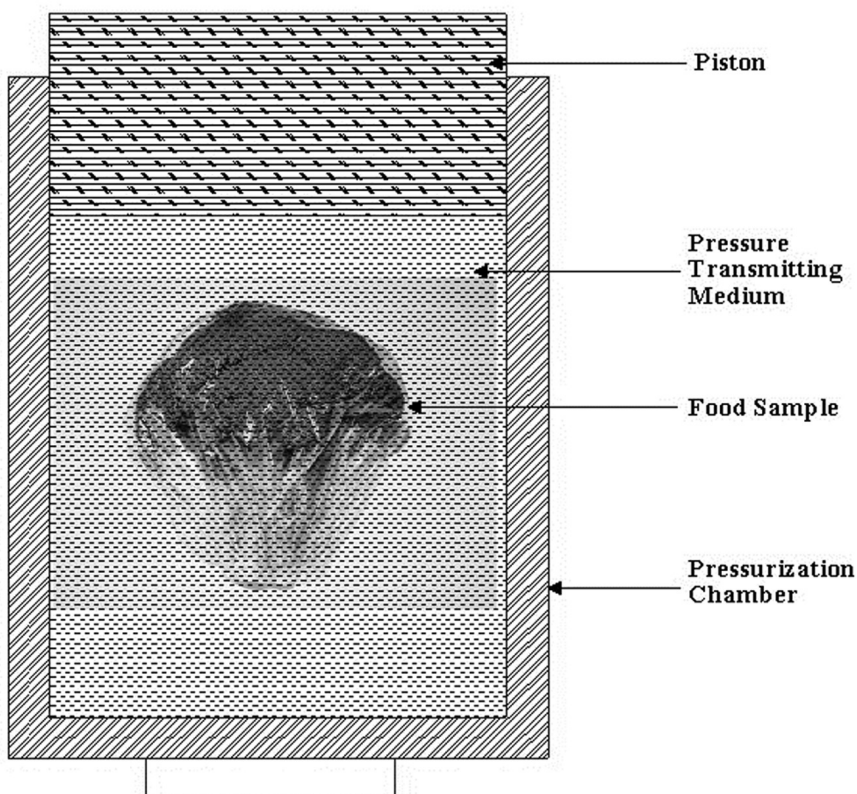 Piston
Pressure
Transmitting
Medium
Food Sample
Pressurization
Chamber